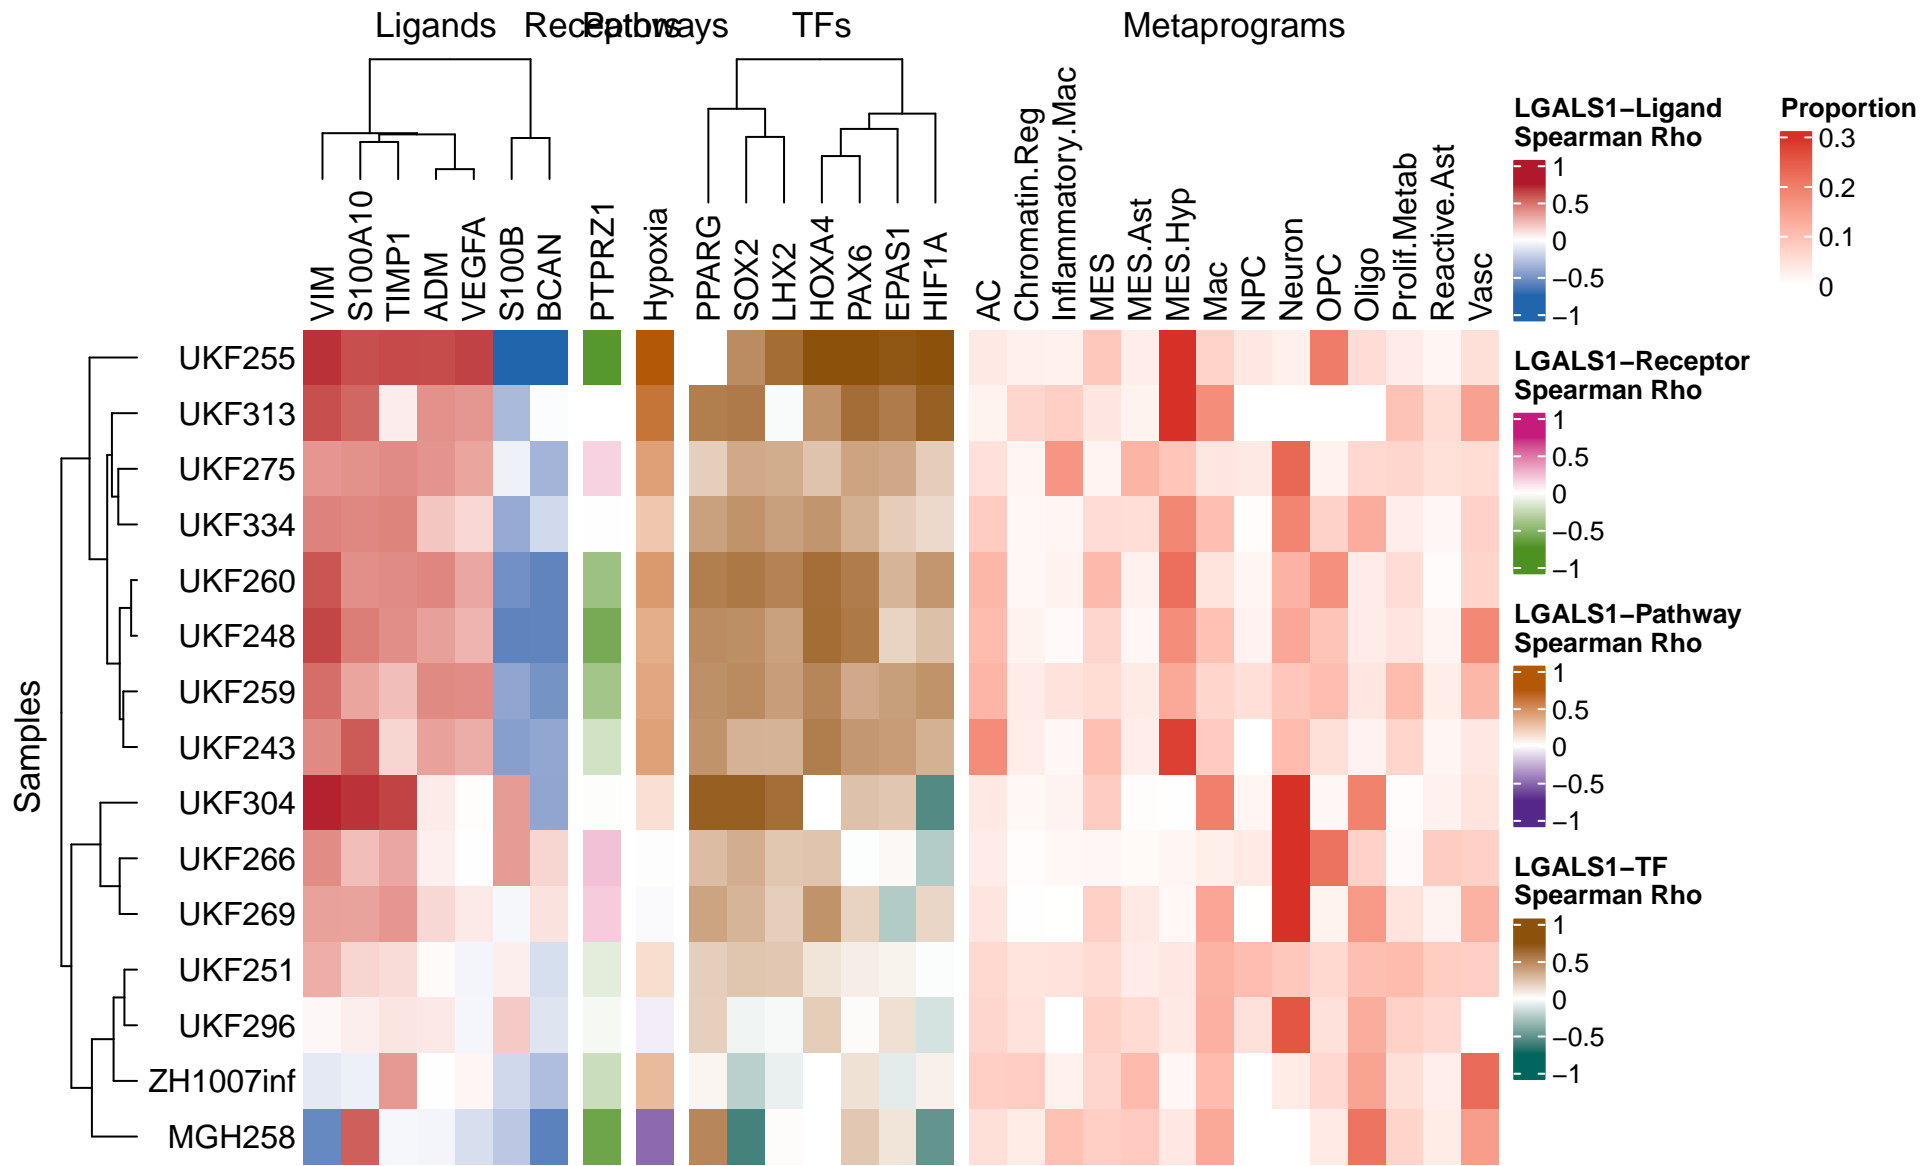 Ligands Receptors Pathways TFs Metaprograms
VIM S100A10 TIMP1 ADM VEGFA S100B BCAN PTPRZ1 Hypoxia PPARG SOX2 LHX2 HOXA4 PAX6 EPAS1 HIF1A AC Chromatin.Reg Inflammatory.Mac MES MES.Ast MES.Hyp Mac NPC Neuron OPC Oligo Prolif.Metab Reactive.Ast Vasc
Samples
UKF255
UKF313
UKF275
UKF334
UKF260
UKF248
UKF259
UKF243
UKF304
UKF266
UKF269
UKF251
UKF296
ZH1007inf
MGH258
LGALS1−Ligand
Spearman Rho
1
0.5
0
−0.5
−1
LGALS1−Receptor
Spearman Rho
1
0.5
0
−0.5
−1
LGALS1−Pathway
Spearman Rho
1
0.5
0
−0.5
−1
LGALS1−TF
Spearman Rho
1
0.5
0
−0.5
−1
Proportion
0.3
0.2
0.1
0